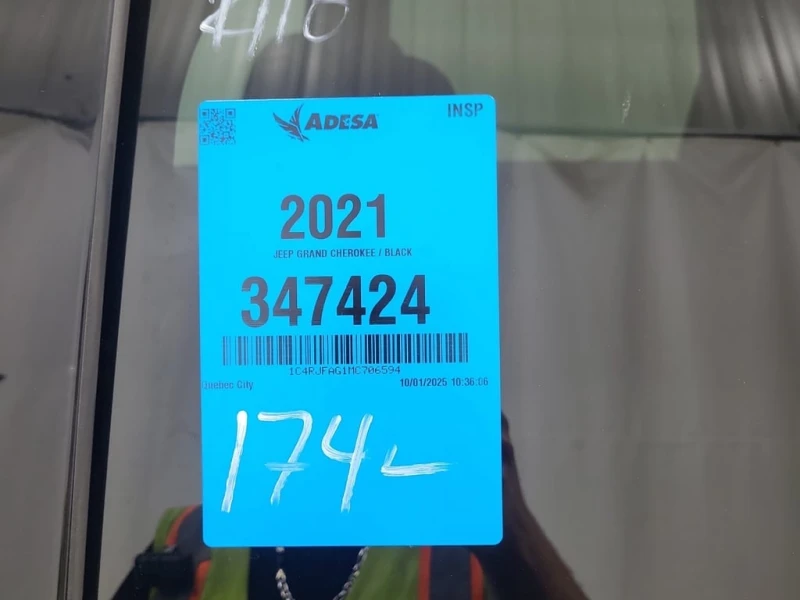 ADESA
INSP
2021
JEEP GRAND CHEROKEE / BLACK
347424
1C4RJFAG1MC706594
Quebec City
10/01/2025 10:36:06
174-